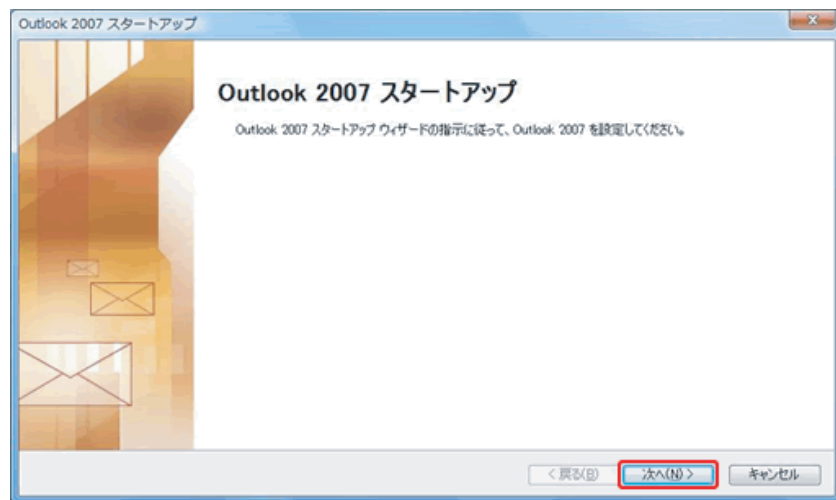 Outlook 2007 スタートアップ
Outlook 2007 スタートアップ
Outlook 2007 スタートアップ ウィザードの指示に従って、Outlook 2007 を設定してください。
< 戻る(B) 次へ(N) > キャンセル